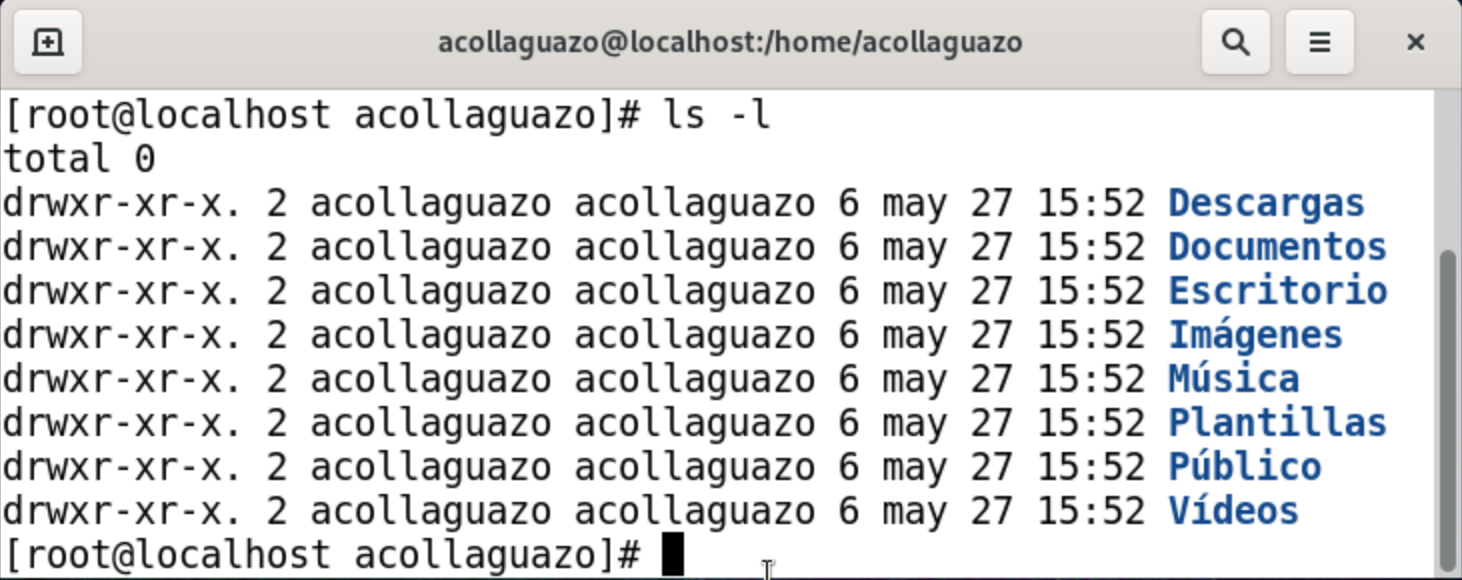 acollaguazo@localhost:/home/acollaguazo
[root@localhost acollaguazo]# ls -l
total 0
drwxr-xr-x. 2 acollaguazo acollaguazo 6 may 27 15:52 Descargas
drwxr-xr-x. 2 acollaguazo acollaguazo 6 may 27 15:52 Documentos
drwxr-xr-x. 2 acollaguazo acollaguazo 6 may 27 15:52 Escritorio
drwxr-xr-x. 2 acollaguazo acollaguazo 6 may 27 15:52 Imágenes
drwxr-xr-x. 2 acollaguazo acollaguazo 6 may 27 15:52 Música
drwxr-xr-x. 2 acollaguazo acollaguazo 6 may 27 15:52 Plantillas
drwxr-xr-x. 2 acollaguazo acollaguazo 6 may 27 15:52 Público
drwxr-xr-x. 2 acollaguazo acollaguazo 6 may 27 15:52 Vídeos
[root@localhost acollaguazo]#